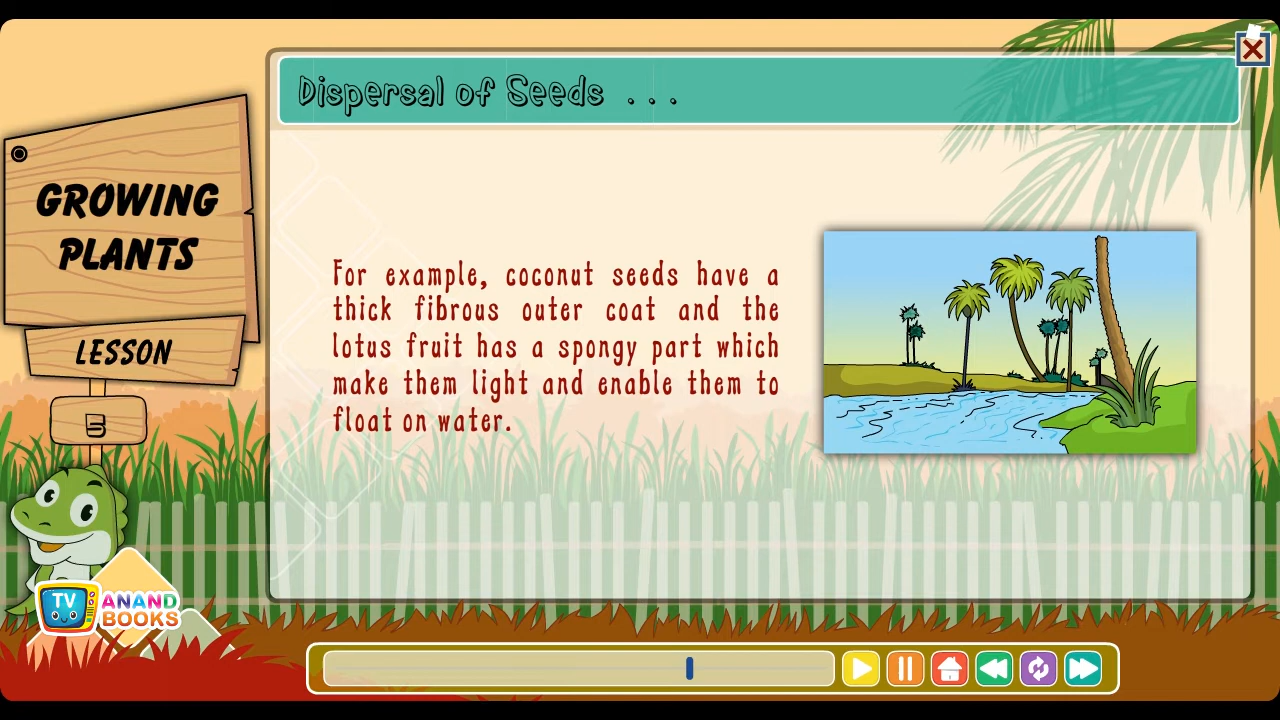 Dispersal of Seeds ...
GROWING
PLANTS
LESSON
5
For example, coconut seeds have a
thick fibrous outer coat and the
lotus fruit has a spongy part which
make them light and enable them to
float on water.
TV
ANAND
BOOKS